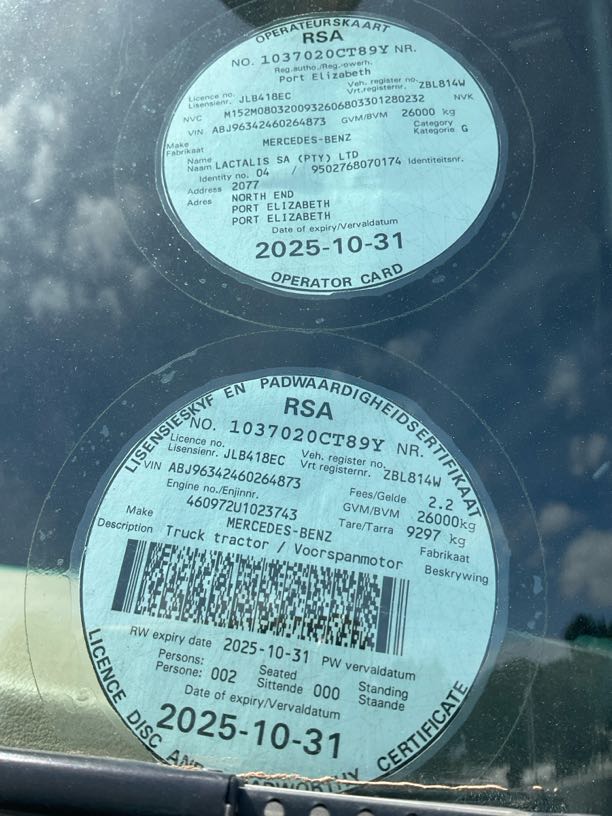 OPERATEURSKAART
RSA
NO. 1037020CT89Y NR.
Reg.autho./Reg.-owerh.
Port Elizabeth
Licence no. Veh. register no.
Lisensienr. JLB418EC Vrt.registernr. ZBL814W
NVC M152M0803200932606803301280232 NVK
VIN ABJ96342460264873 GVM/BVM 26000 kg
Make Category
Fabrikaat MERCEDES-BENZ Kategorie G
Name
Naam LACTALIS SA (PTY) LTD
Identity no. 04 / 9502768070174 Identiteitsnr.
Address 2077
Adres NORTH END
PORT ELIZABETH
PORT ELIZABETH
Date of expiry/Vervaldatum
2025-10-31
OPERATOR CARD
LISENSIESKYF EN PADWAARDIGHEIDSERTIFIKAAT
RSA
NO. 1037020CT89Y NR.
Licence no. Veh. register no.
Lisensienr. JLB418EC Vrt registernr. ZBL814W
VIN ABJ96342460264873 Fees/Gelde 2.2
Engine no./Enjinnr. GVM/BVM 26000kg
460972U1023743 Tare/Tarra 9297 kg
Make MERCEDES-BENZ Fabrikaat
Description Truck tractor / Voorspanmotor Beskrywing
RW expiry date 2025-10-31 PW vervaldatum
Persons: Seated Standing
Persone: 002 Sittende 000 Staande
Date of expiry/Vervaldatum
2025-10-31
LICENCE DISC AND CERTIFICATE